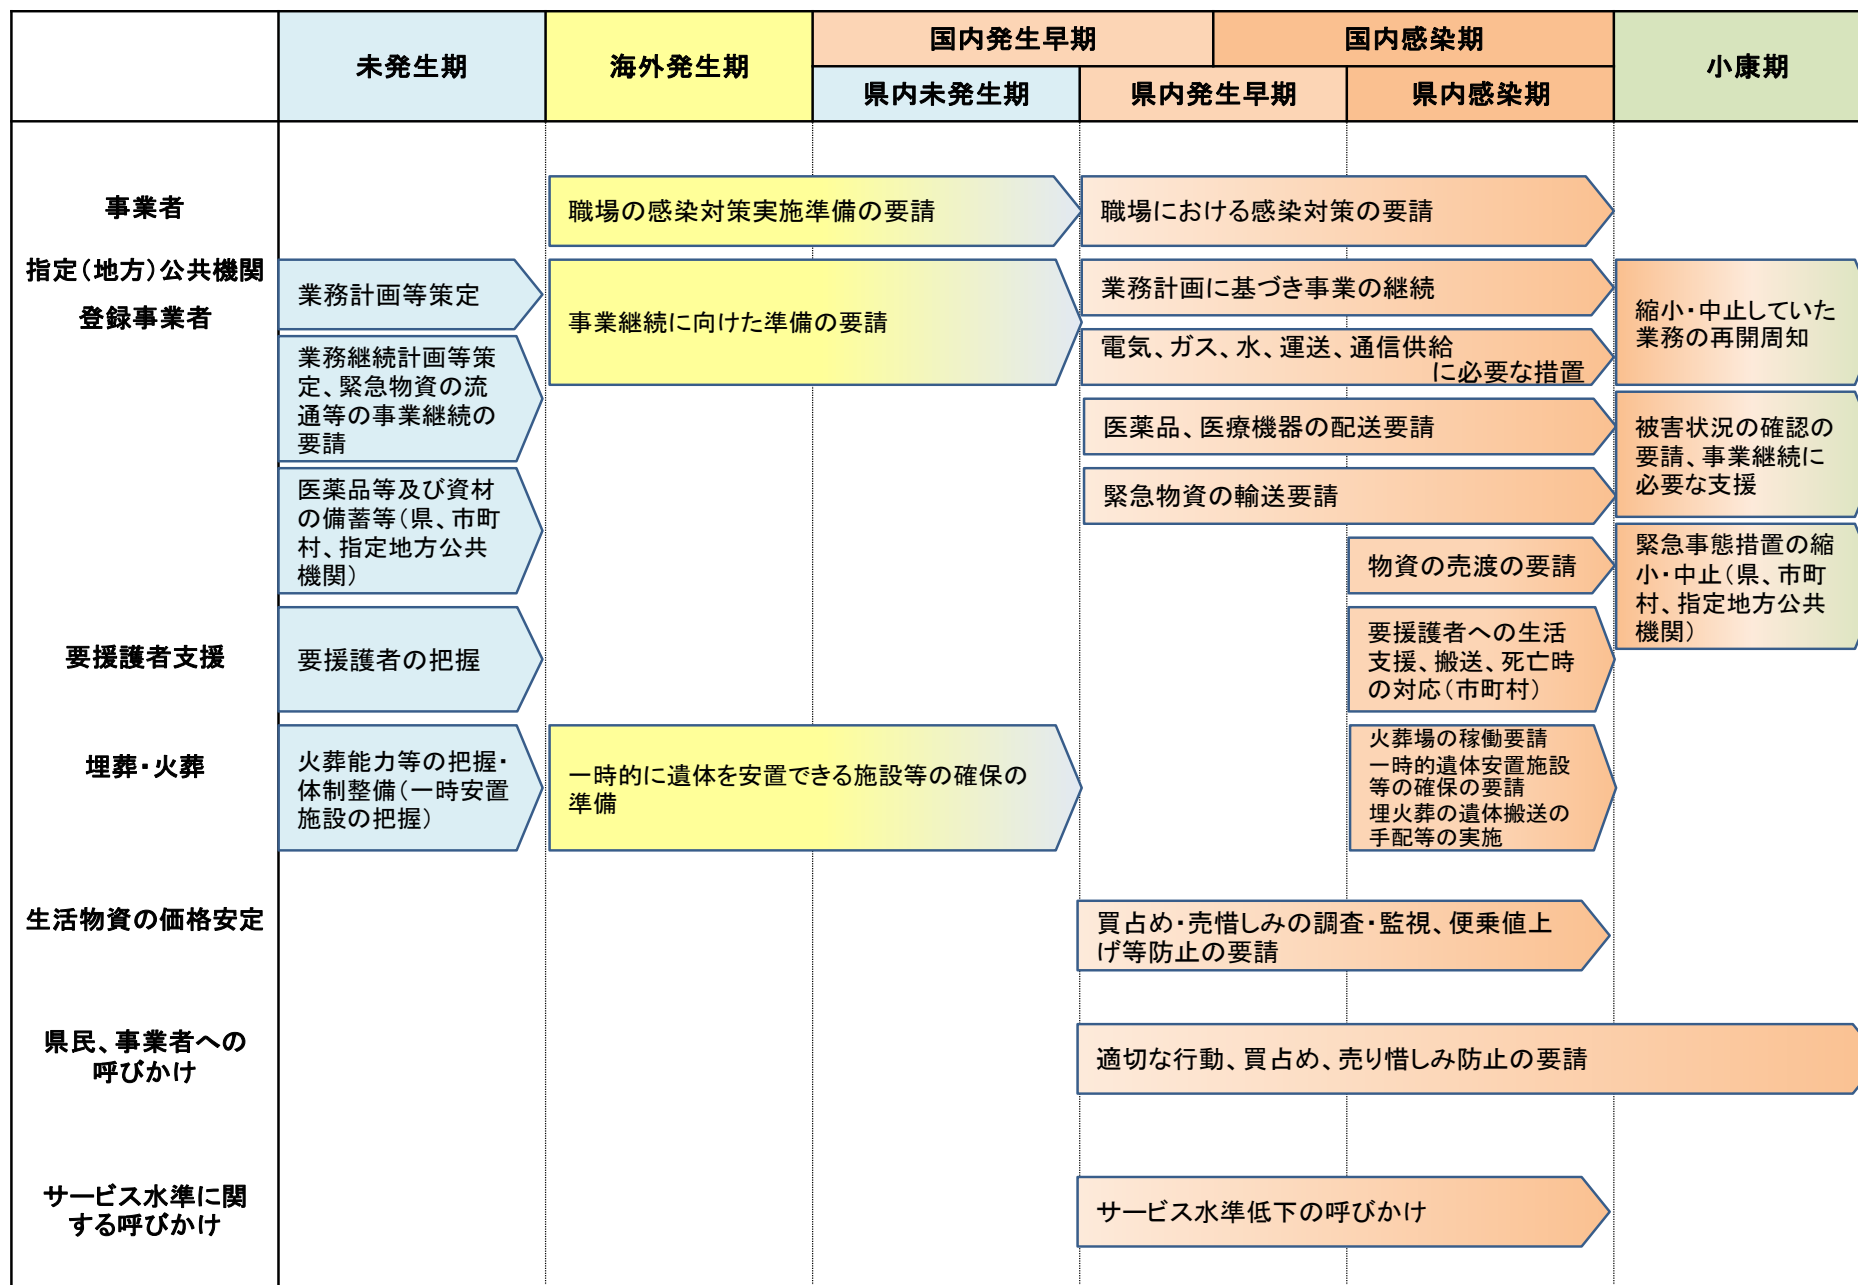 未発生期
海外発生期
国内発生早期
国内感染期
小康期
県内未発生期
県内発生早期
県内感染期
事業者
職場の感染対策実施準備の要請
職場における感染対策の要請
指定(地方)公共機関
登録事業者
業務計画等策定
事業継続に向けた準備の要請
業務計画に基づき事業の継続
縮小・中止していた
業務の再開周知
業務継続計画等策
定、緊急物資の流
通等の事業継続の
要請
電気、ガス、水、運送、通信供給
に必要な措置
医薬品、医療機器の配送要請
被害状況の確認の
要請、事業継続に
必要な支援
医薬品等及び資材
の備蓄等(県、市町
村、指定地方公共
機関)
緊急物資の輸送要請
物資の売渡の要請
緊急事態措置の縮
小・中止(県、市町
村、指定地方公共
機関)
要援護者支援
要援護者の把握
要援護者への生活
支援、搬送、死亡時
の対応(市町村)
埋葬・火葬
火葬能力等の把握・
体制整備(一時安置
施設の把握)
一時的に遺体を安置できる施設等の確保の
準備
火葬場の稼働要請
一時的遺体安置施設
等の確保の要請
埋火葬の遺体搬送の
手配等の実施
生活物資の価格安定
買占め・売惜しみの調査・監視、便乗値上
げ等防止の要請
県民、事業者への
呼びかけ
適切な行動、買占め、売り惜しみ防止の要請
サービス水準に関
する呼びかけ
サービス水準低下の呼びかけ